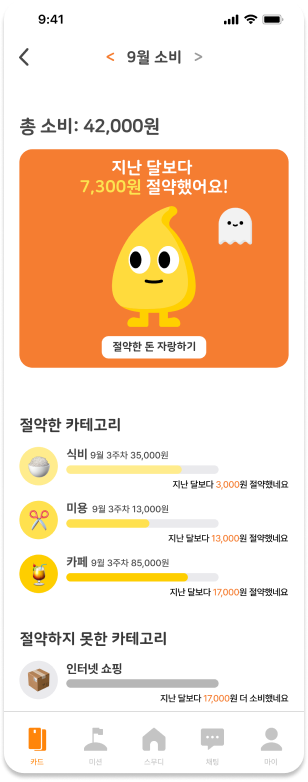 9:41
< 9월 소비 >
총 소비: 42,000원
지난 달보다
7,300원 절약했어요!
절약한 돈 자랑하기
절약한 카테고리
식비 9월 3주차 35,000원
지난 달보다 3,000원 절약했네요
미용 9월 3주차 13,000원
지난 달보다 13,000원 절약했네요
카페 9월 3주차 85,000원
지난 달보다 17,000원 절약했네요
절약하지 못한 카테고리
인터넷 쇼핑
지난 달보다 17,000원 더 소비했네요
카드 미션 스우디 채팅 마이